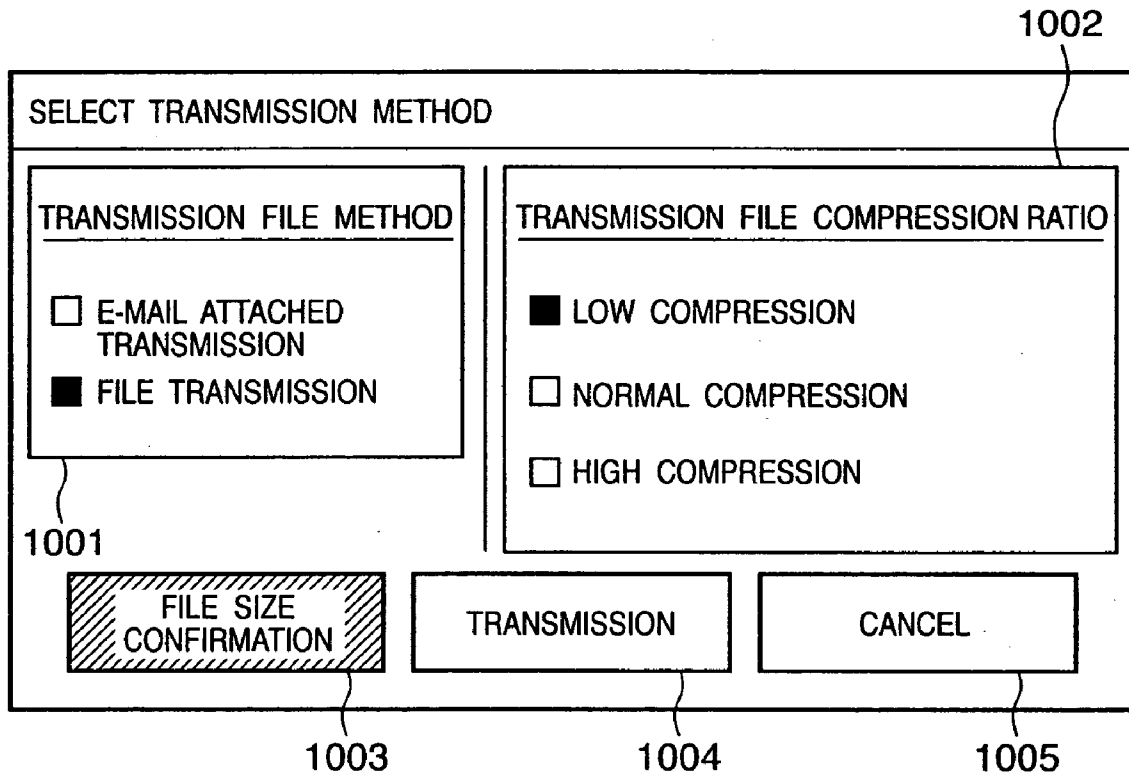 1002
SELECT TRANSMISSION METHOD
TRANSMISSION FILE METHOD
E-MAIL ATTACHED
TRANSMISSION
FILE TRANSMISSION
1001
TRANSMISSION FILE COMPRESSION RATIO
LOW COMPRESSION
NORMAL COMPRESSION
HIGH COMPRESSION
FILE SIZE
CONFIRMATION
TRANSMISSION
CANCEL
1003
1004
1005